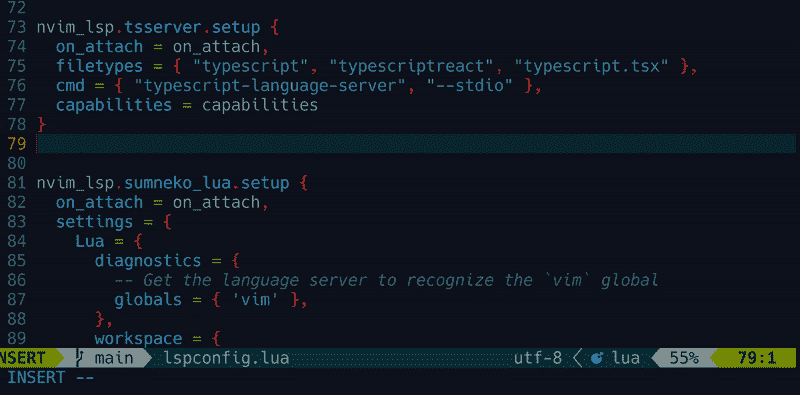 72
73 nvim_lsp.tsserver.setup {
74   on_attach = on_attach,
75   filetypes = { "typescript", "typescriptreact", "typescript.tsx" },
76   cmd = { "typescript-language-server", "--stdio" },
77   capabilities = capabilities
78 }
79
80
81 nvim_lsp.sumneko_lua.setup {
82   on_attach = on_attach,
83   settings = {
84     Lua = {
85       diagnostics = {
86         -- Get the language server to recognize the `vim` global
87         globals = { 'vim' },
88       },
89       workspace = {
NSERT main lspconfig.lua utf-8 lua 55% 79:1
INSERT --